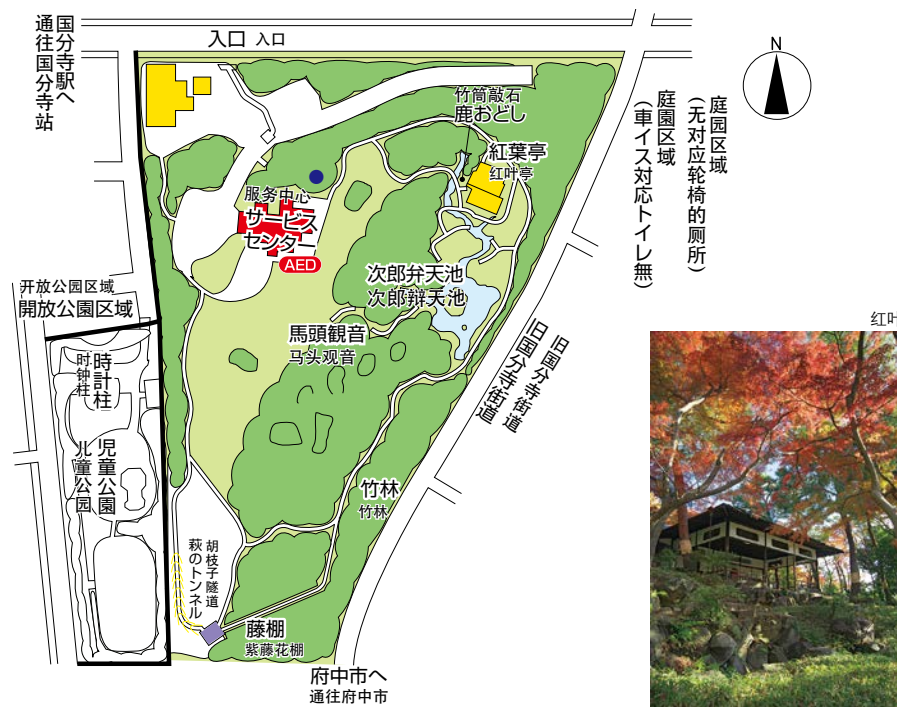 国分寺駅へ
通往国分寺站
入口 入口
N
竹筒敲石
鹿おどし
紅葉亭
红叶亭
庭园区域
(无对应轮椅的厕所)
庭園区域
(車イス対応トイレ無)
服务中心
サービス
センター
AED
次郎弁天池
次郎辩天池
开放公园区域
開放公園区域
馬頭観音
马头观音
旧国分寺街道
旧国分寺街道
红叶
時計柱
时钟柱
児童公園
儿童公园
竹林
竹林
胡枝子隧道
萩のトンネル
藤棚
紫藤花棚
府中市へ
通往府中市